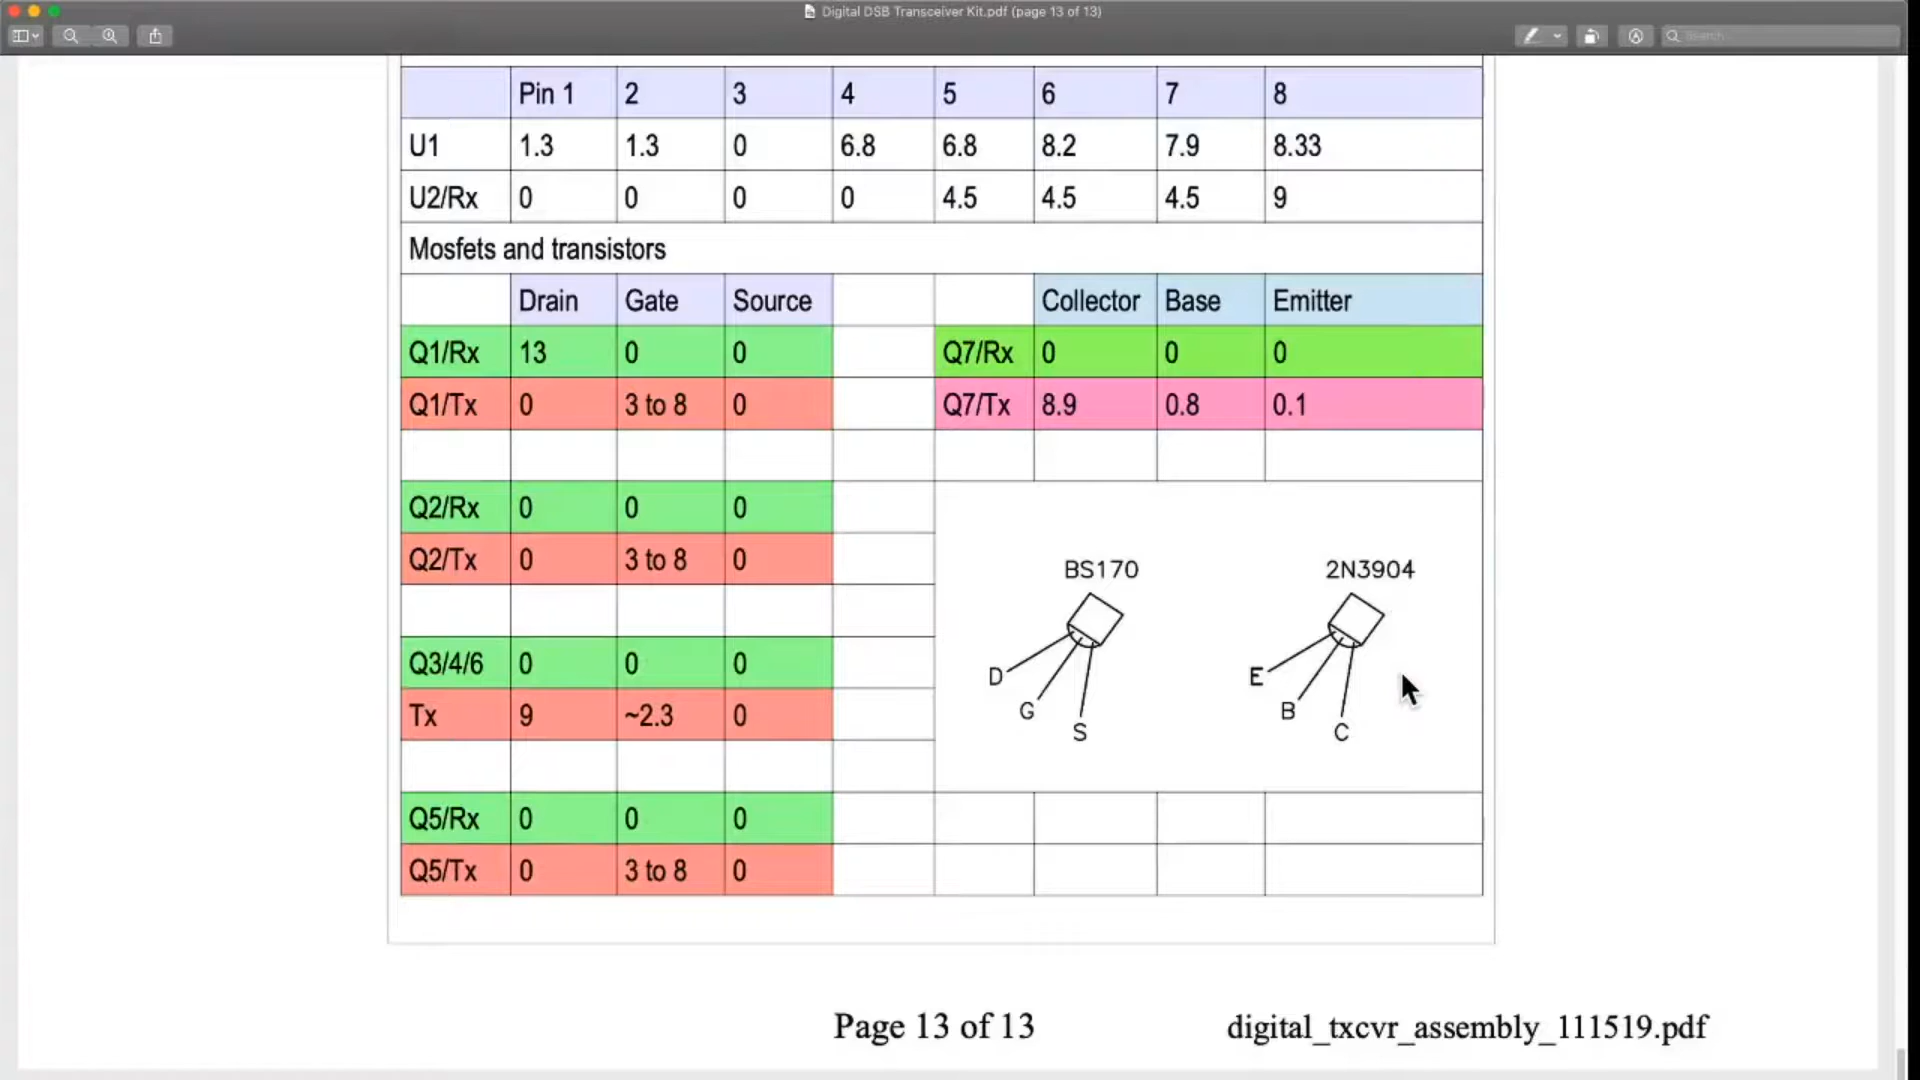 Digital DSB Transceiver Kit.pdf (page 13 of 13)
Search
Pin 1 2 3 4 5 6 7 8
U1 1.3 1.3 0 6.8 6.8 8.2 7.9 8.33
U2/Rx 0 0 0 0 4.5 4.5 4.5 9
Mosfets and transistors
Drain Gate Source Collector Base Emitter
Q1/Rx 13 0 0 Q7/Rx 0 0 0
Q1/Tx 0 3 to 8 0 Q7/Tx 8.9 0.8 0.1
Q2/Rx 0 0 0
Q2/Tx 0 3 to 8 0
Q3/4/6 0 0 0
Tx 9 ~2.3 0
Q5/Rx 0 0 0
Q5/Tx 0 3 to 8 0
BS170
D
G
S
2N3904
E
B
C
Page 13 of 13
digital_txcvr_assembly_111519.pdf